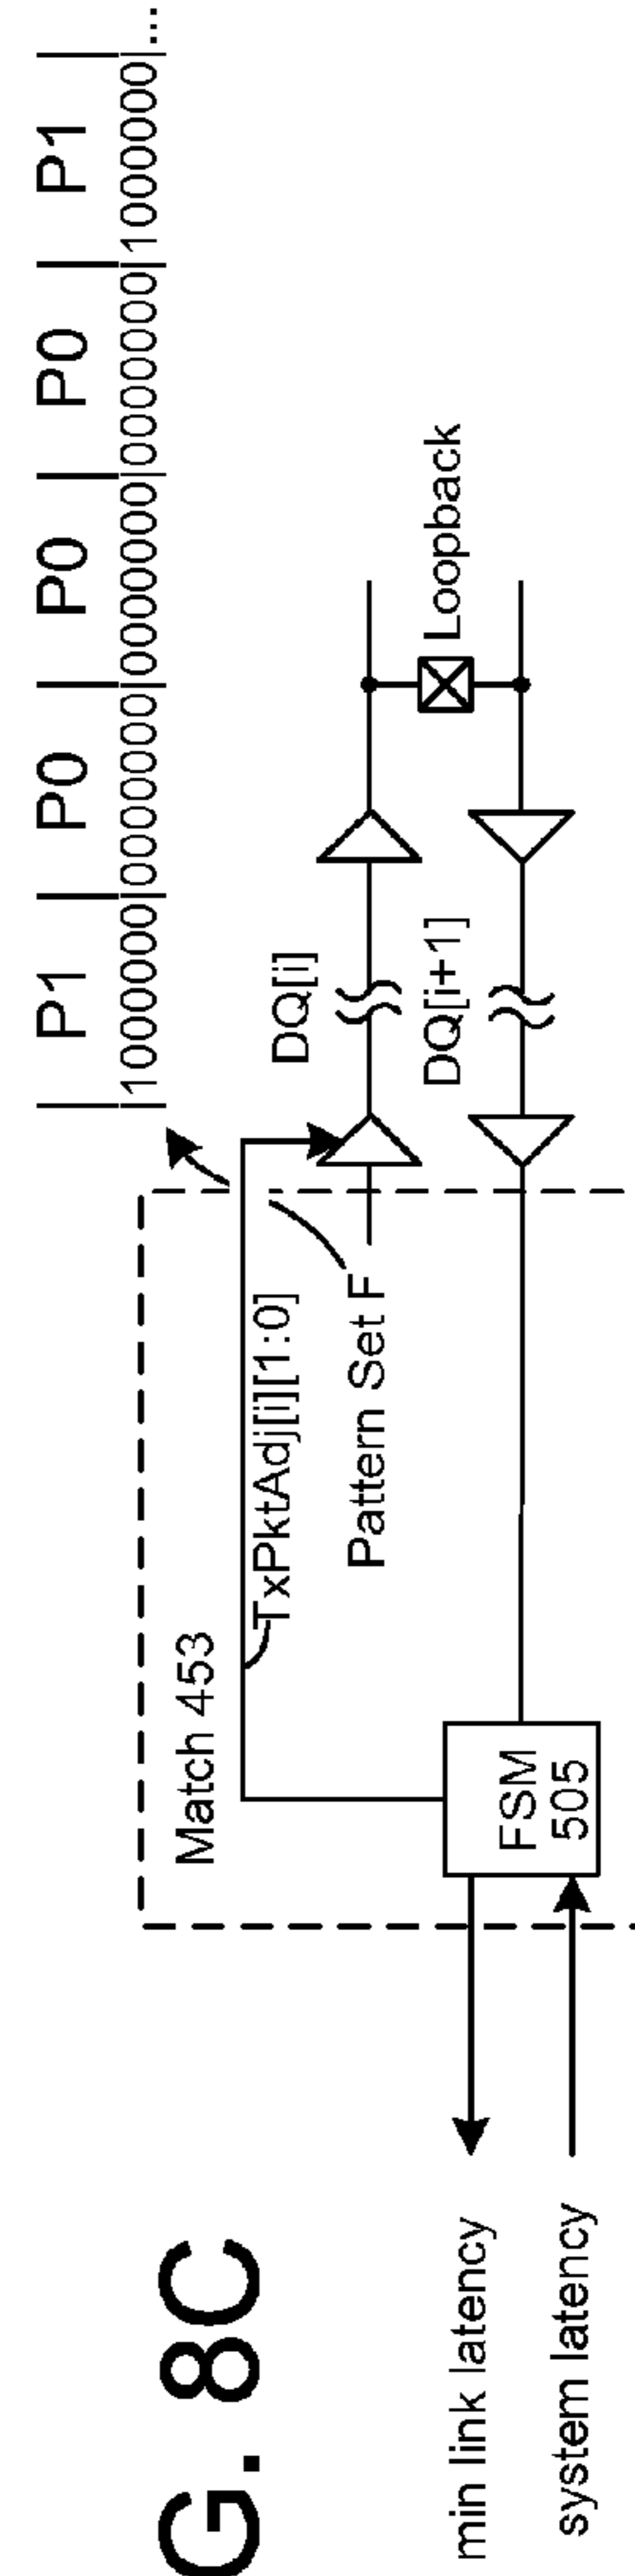 P1 | P0 | P0 | P0 | P1 |
|1000000|0000000|0000000|0000000|1000000|...
G. 8C
Match 453
TxPktAdj[i][1:0]
DQ[i]
Pattern Set F
Loopback
DQ[i+1]
min link latency
FSM
505
system latency